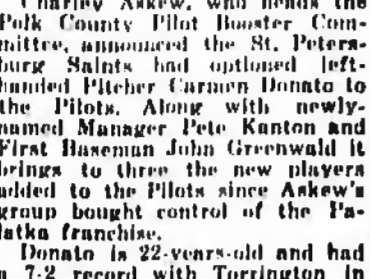 Charley Askew, who heads the
Polk County Pilot Booster Com-
mittee, announced the St. Peters-
burg Saints had optioned left-
handed Pitcher Carmen Donato to
the Pilots. Along with newly-
named Manager Pete Kanton and
First Baseman John Greenwald it
brings to three the new players
added to the Pilots since Askew's
group bought control of the Pa-
latka franchise.
Donato is 22-years-old and had
a 7-2 record with Torrington in